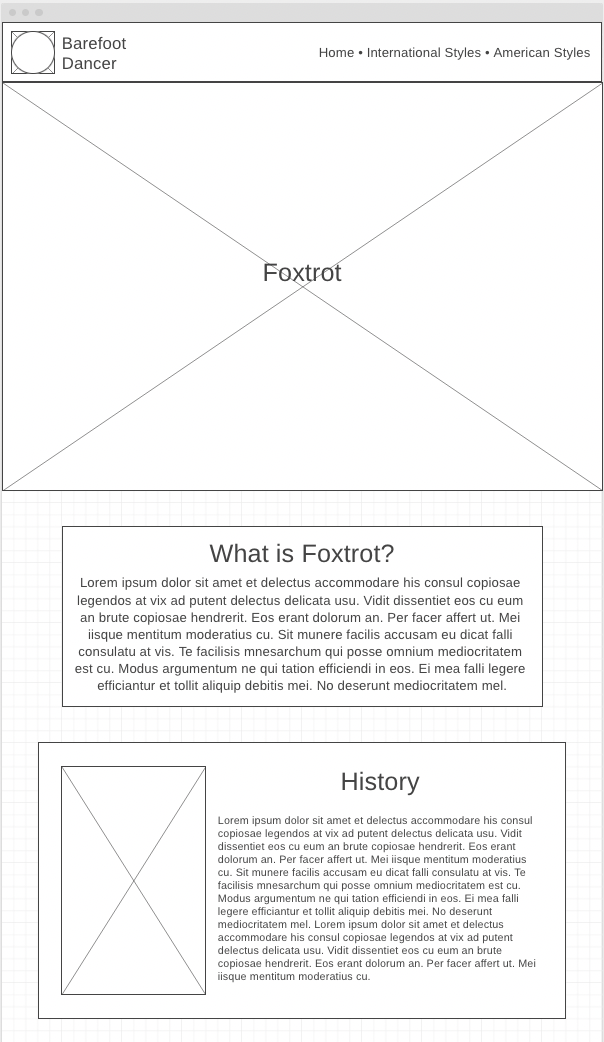 Barefoot
Dancer
Home • International Styles • American Styles
Foxtrot
What is Foxtrot?
Lorem ipsum dolor sit amet et delectus accommodare his consul copiosae
legendos at vix ad putent delectus delicata usu. Vidit dissentiet eos cu eum
an brute copiosae hendrerit. Eos erant dolorum an. Per facer affert ut. Mei
iisque mentitum moderatius cu. Sit munere facilis accusam eu dicat falli
consulatu at vis. Te facilisis mnesarchum qui posse omnium mediocritatem
est cu. Modus argumentum ne qui tation efficiendi in eos. Ei mea falli legere
efficiantur et tollit aliquip debitis mei. No deserunt mediocritatem mel.
History
Lorem ipsum dolor sit amet et delectus accommodare his consul
copiosae legendos at vix ad putent delectus delicata usu. Vidit
dissentiet eos cu eum an brute copiosae hendrerit. Eos erant
dolorum an. Per facer affert ut. Mei iisque mentitum moderatius
cu. Sit munere facilis accusam eu dicat falli consulatu at vis. Te
facilisis mnesarchum qui posse omnium mediocritatem est cu.
Modus argumentum ne qui tation efficiendi in eos. Ei mea falli
legere efficiantur et tollit aliquip debitis mei. No deserunt
mediocritatem mel. Lorem ipsum dolor sit amet et delectus
accommodare his consul copiosae legendos at vix ad putent
delectus delicata usu. Vidit dissentiet eos cu eum an brute
copiosae hendrerit. Eos erant dolorum an. Per facer affert ut. Mei
iisque mentitum moderatius cu.